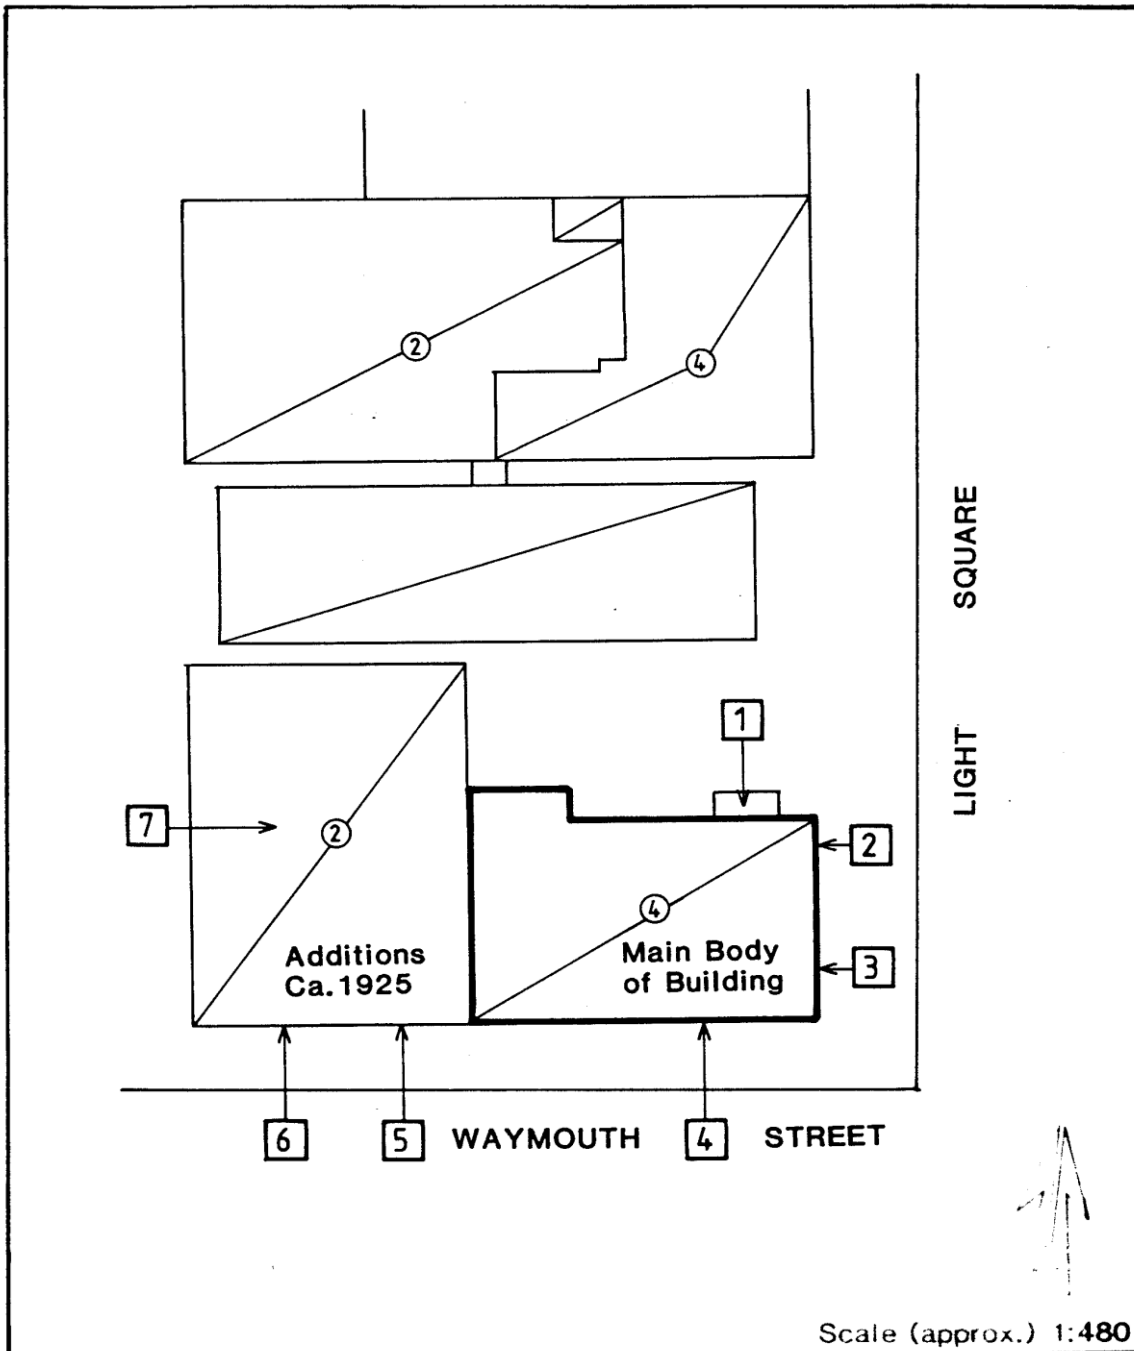 2
4
SQUARE
LIGHT
1
7
2
2
4
3
Additions
Ca.1925
Main Body
of Building
6
5
WAYMOUTH
4
STREET
Scale (approx.) 1:480